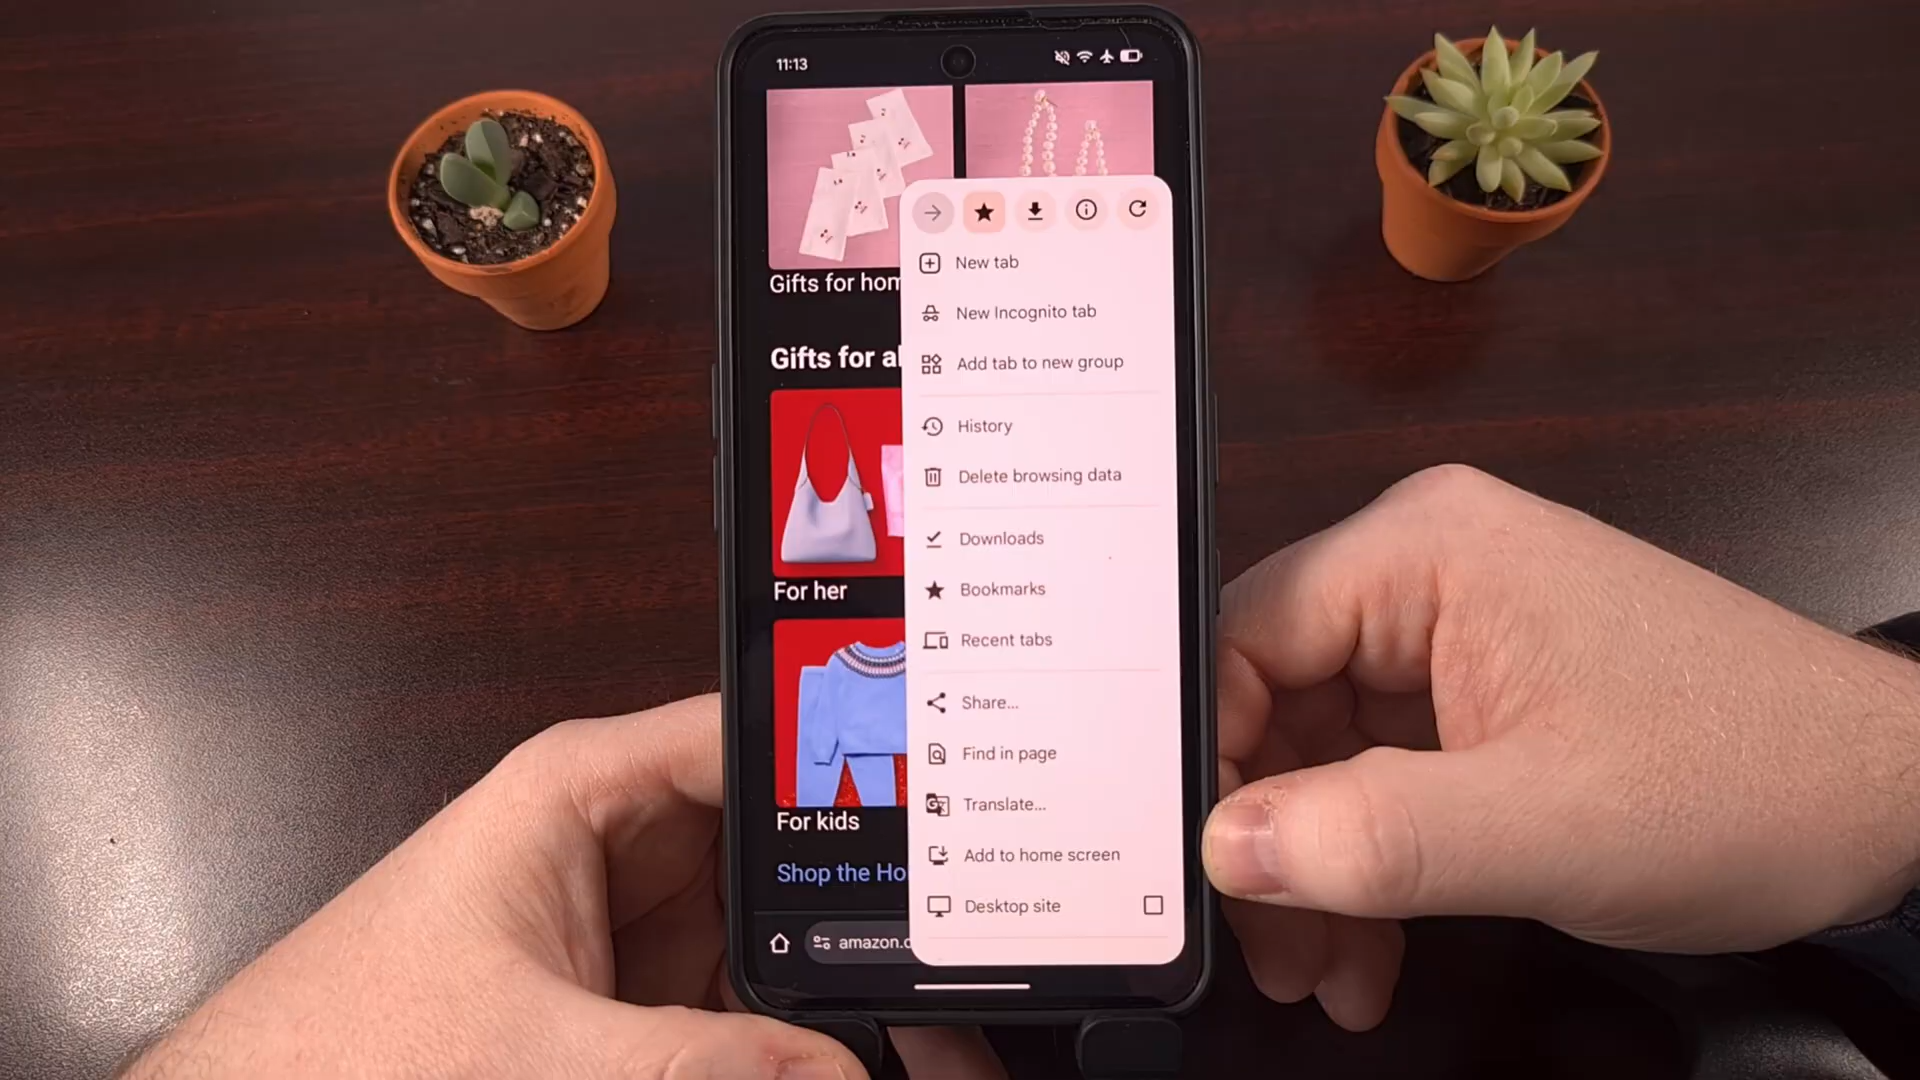 11:13
Gifts for hom
Gifts for al
For her
For kids
Shop the Ho
amazon.c
New tab
New Incognito tab
Add tab to new group
History
Delete browsing data
Downloads
Bookmarks
Recent tabs
Share...
Find in page
Translate...
Add to home screen
Desktop site